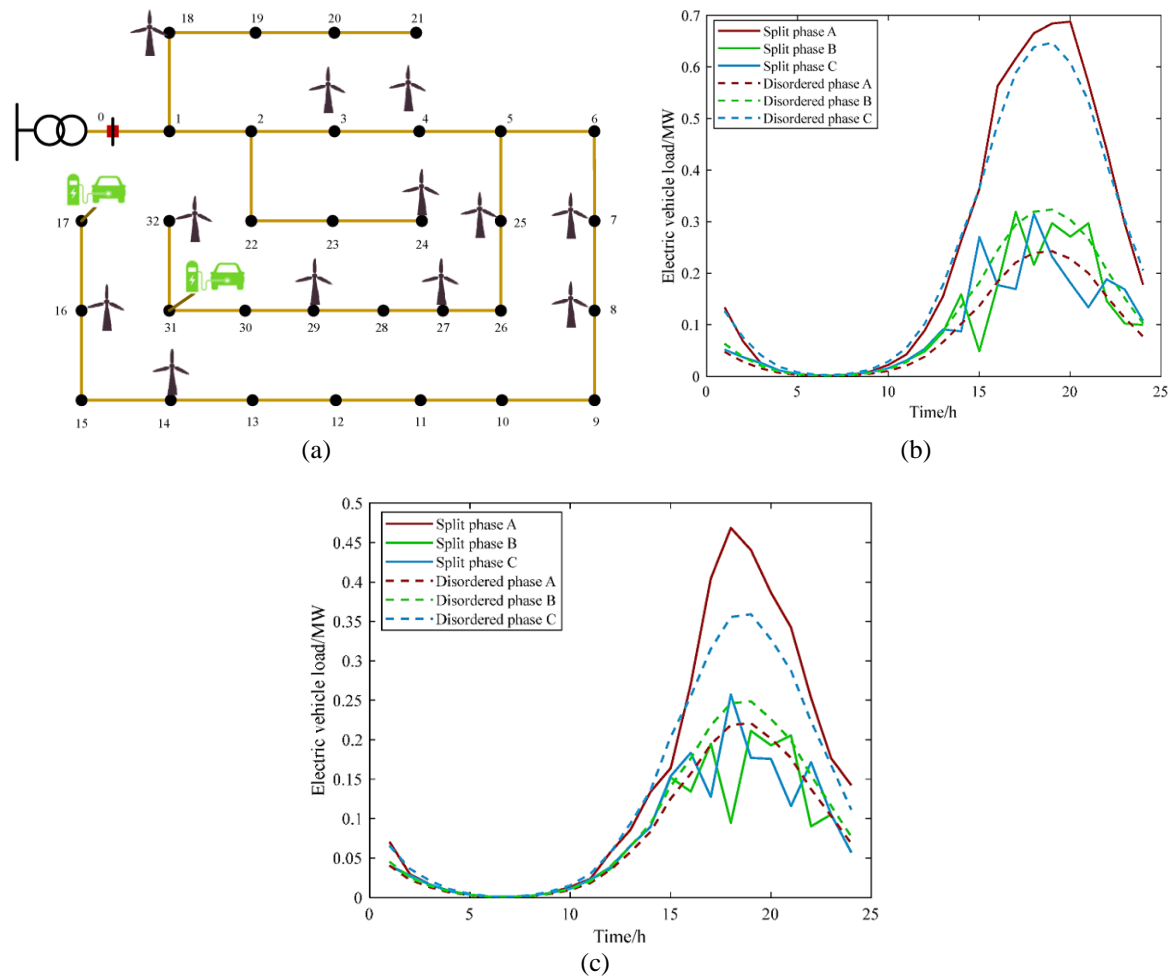 18 19 20 21
0 1 2 3 4 5 6
17 32 22 23 24 25 7
16 31 30 29 28 27 26 8
15 14 13 12 11 10 9
(a)
0.7
0.6
0.5
0.4
0.3
0.2
0.1
0
Electric vehicle load/MW
Split phase A
Split phase B
Split phase C
Disordered phase A
Disordered phase B
Disordered phase C
0 5 10 15 20 25
Time/h
(b)
0.5
0.45
0.4
0.35
0.3
0.25
0.2
0.15
0.1
0.05
0
Electric vehicle load/MW
Split phase A
Split phase B
Split phase C
Disordered phase A
Disordered phase B
Disordered phase C
0 5 10 15 20 25
Time/h
(c)